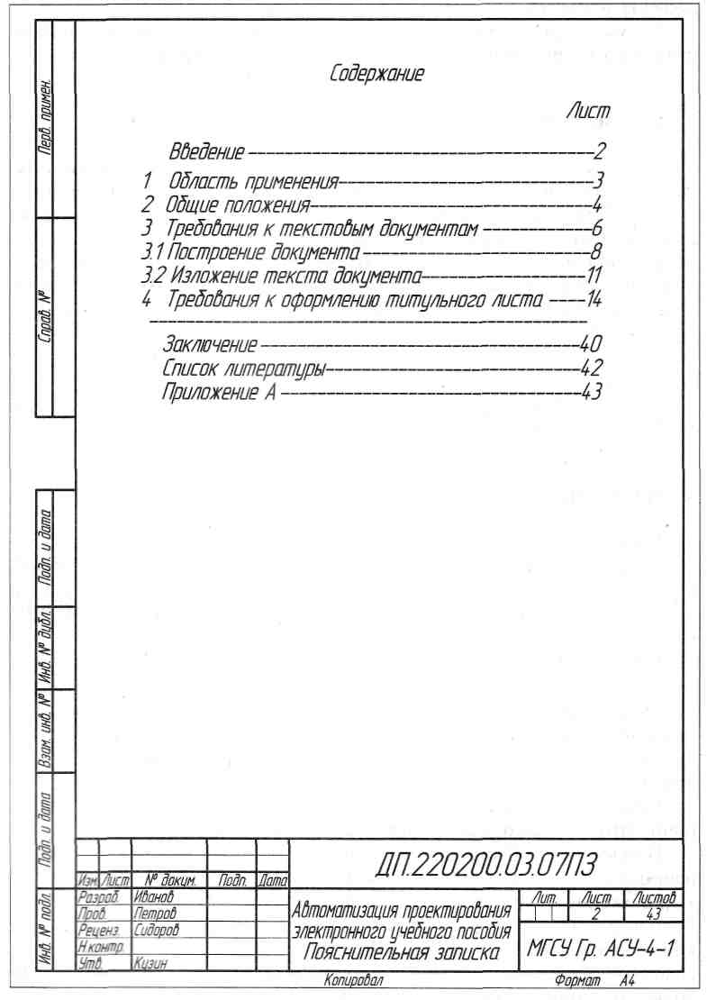 Содержание
Лист
Введение 2
1 Область применения 3
2 Общие положения 4
3 Требования к текстовым документам 6
3.1 Построение документа 8
3.2 Изложение текста документа 11
4 Требования к оформлению титульного листа 14
Заключение 40
Список литературы 42
Приложение А 43
Перв. примен.
Справ. №
Подп. и дата
Инв. № дубл.
Взам. инв. №
Подп. и дата
Инв. № подл.
ДП.220200.03.07ПЗ
Изм. Лист № докум. Подп. Дата
Разраб. Иванов
Пров. Петров
Реценз. Сидоров
Н контр.
Утв. Кизин
Автоматизация проектирования
электронного учебного пособия
Пояснительная записка
Лит. Лист Листов
2 43
МГСУ Гр. АСУ-4-1
Копировал Формат А4